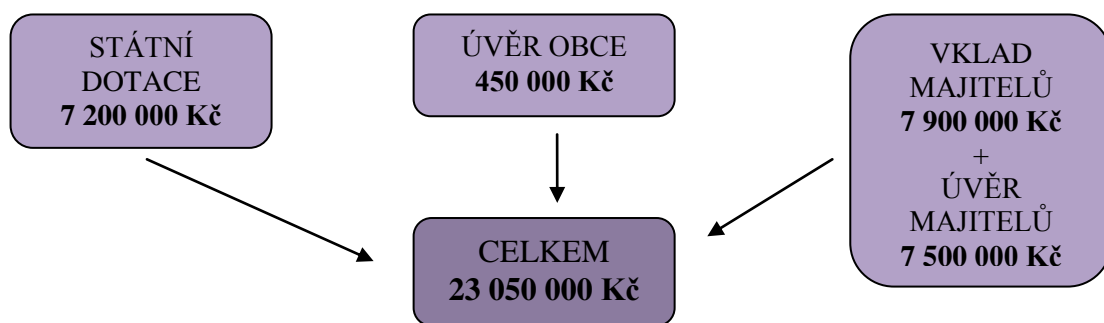 STÁTNÍ
DOTACE
7 200 000 Kč
ÚVĚR OBCE
450 000 Kč
VKLAD
MAJITELŮ
7 900 000 Kč
+
ÚVĚR
MAJITELŮ
7 500 000 Kč
CELKEM
23 050 000 Kč